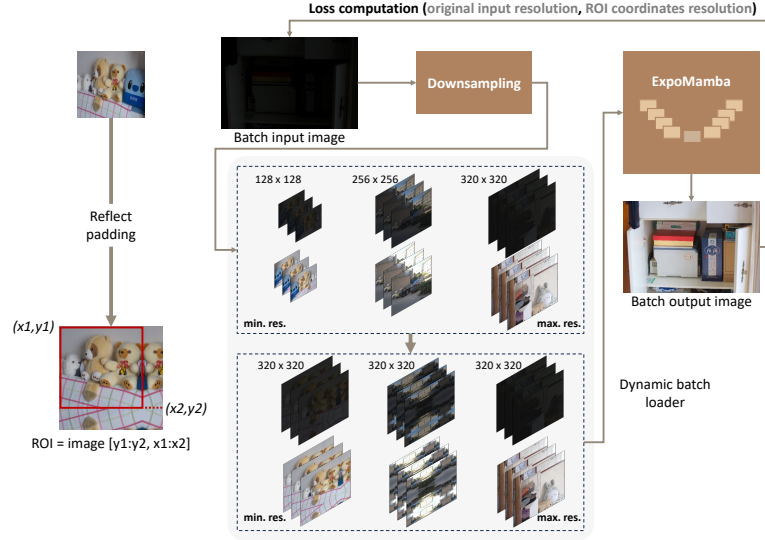 Loss computation (original input resolution, ROI coordinates resolution)
Downsampling
ExpoMamba
Batch input image
128 x 128
256 x 256
320 x 320
Reflect
padding
min. res.
max. res.
Batch output image
(x1,y1)
(x2,y2)
ROI = image [y1:y2, x1:x2]
320 x 320
320 x 320
320 x 320
Dynamic batch
loader
min. res.
max. res.